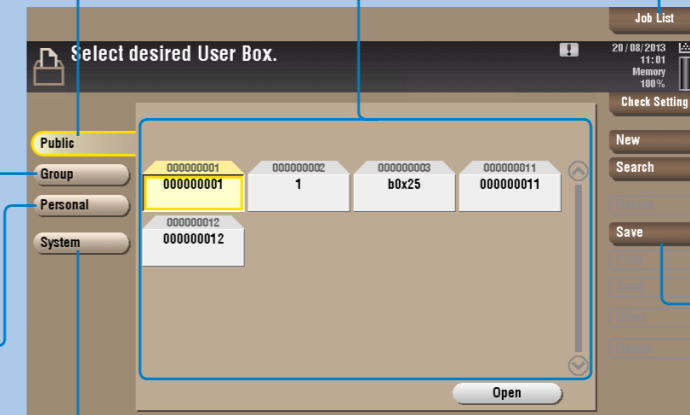 Job List
Select desired User Box.
20/08/2013
11:01
Memory
100%
Check Setting
Public
Group
Personal
System
000000001
000000001
000000002
1
000000003
b0x25
000000011
000000011
000000012
000000012
New
Search
Save
Open